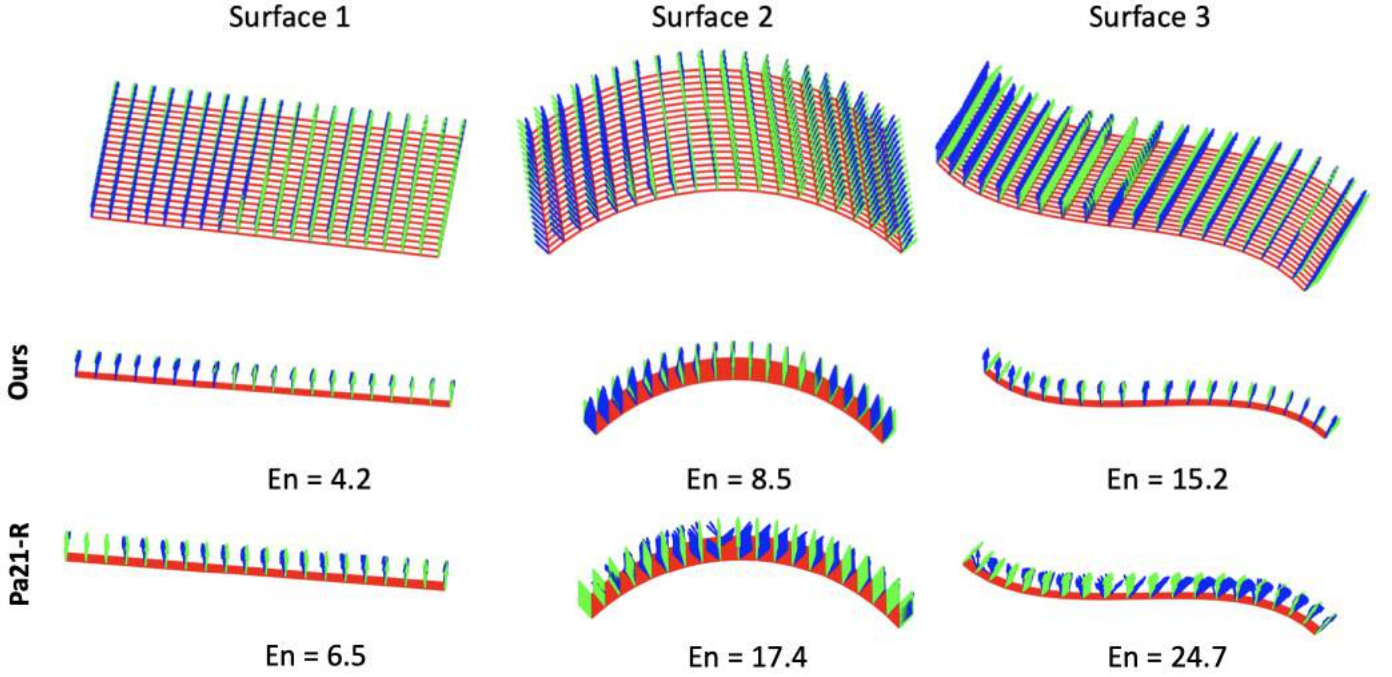 Surface 1
Surface 2
Surface 3
Ours
En = 4.2
En = 8.5
En = 15.2
Pa21-R
En = 6.5
En = 17.4
En = 24.7